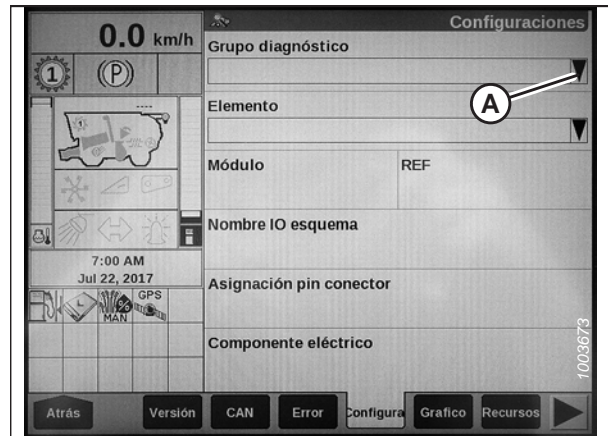 0.0 km/h
Configuraciones
1
(P)
Grupo diagnóstico
A
Elemento
1
Módulo
REF
Nombre IO esquema
7:00 AM
Jul 22, 2017
Asignación pin conector
GPS
MAN
%
Componente eléctrico
1003673
Atrás
Versión
CAN
Error
Configura
Grafico
Recursos